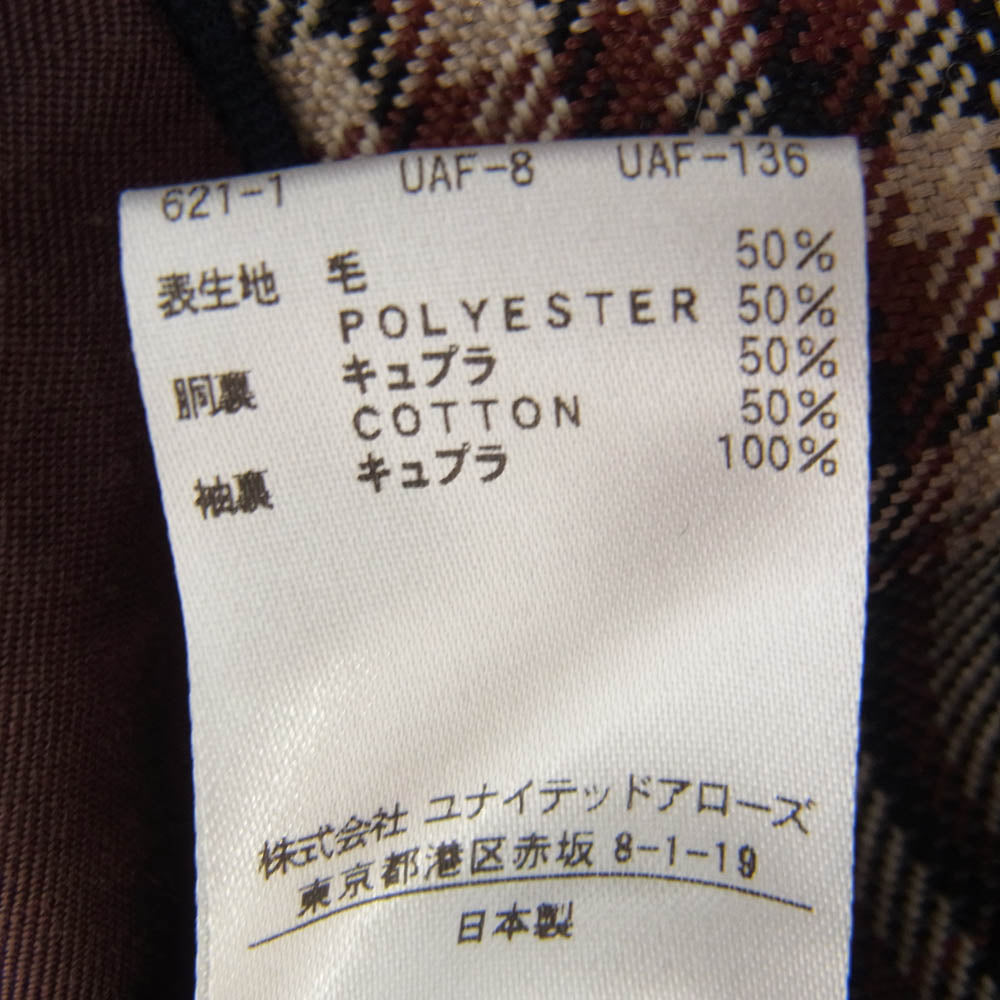 621-1 UAF-8 UAF-136
表生地 毛 50%
POLYESTER 50%
胴裏 キュプラ 50%
COTTON 50%
袖裏 キュプラ 100%
株式会社 ユナイテッドアローズ
東京都港区赤坂 8-1-19
日本製